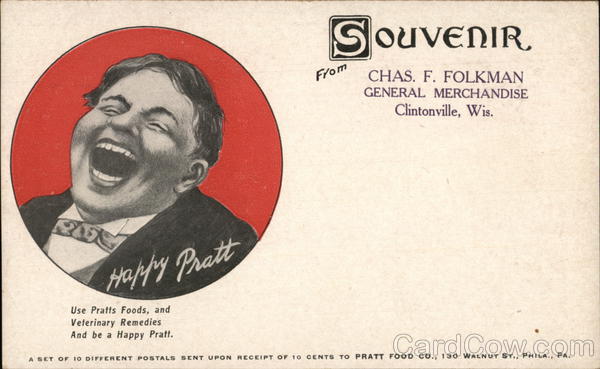 SOUVENIR
From
CHAS. F. FOLKMAN
GENERAL MERCHANDISE
Clintonville, Wis.
Happy Pratt
Use Pratts Foods, and
Veterinary Remedies
And be a Happy Pratt.
A SET OF 10 DIFFERENT POSTALS SENT UPON RECEIPT OF 10 CENTS TO PRATT FOOD CO., 130 WALNUT ST., PHILA., PA.
CardCow.com